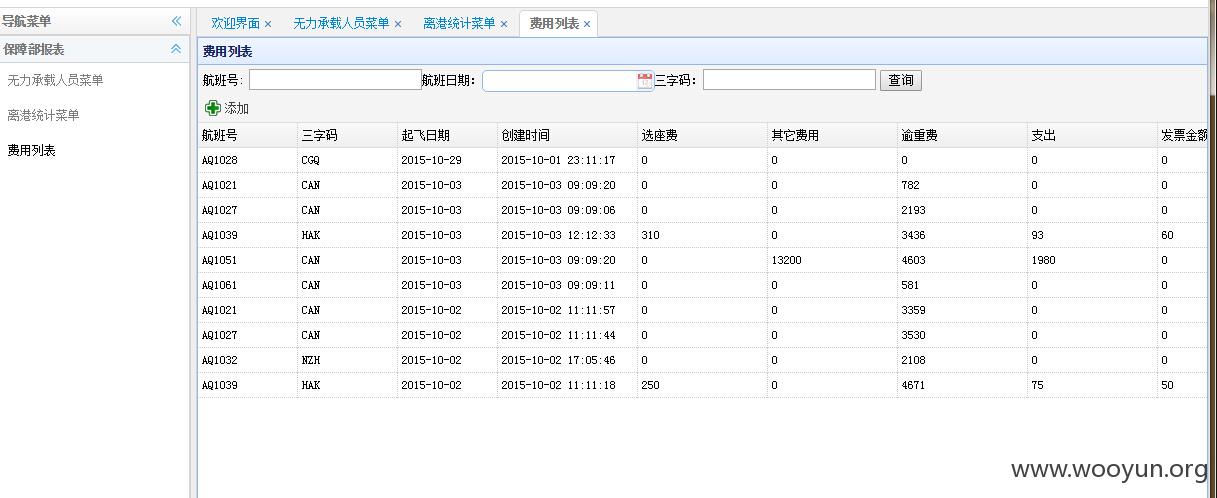 导航菜单
保障部报表
无力承载人员菜单
离港统计菜单
费用列表
欢迎界面 无力承载人员菜单 离港统计菜单 费用列表
费用列表
航班号: 航班日期: 三字码: 查询
添加
航班号 三字码 起飞日期 创建时间 选座费 其它费用 逾重费 支出 发票金额
AQ1028 CGQ 2015-10-29 2015-10-01 23:11:17 0 0 0 0 0
AQ1021 CAN 2015-10-03 2015-10-03 09:09:20 0 0 782 0 0
AQ1027 CAN 2015-10-03 2015-10-03 09:09:06 0 0 2193 0 0
AQ1039 HAK 2015-10-03 2015-10-03 12:12:33 310 0 3436 93 60
AQ1051 CAN 2015-10-03 2015-10-03 09:09:20 0 13200 4603 1980 0
AQ1061 CAN 2015-10-03 2015-10-03 09:09:11 0 0 581 0 0
AQ1021 CAN 2015-10-02 2015-10-02 11:11:57 0 0 3359 0 0
AQ1027 CAN 2015-10-02 2015-10-02 11:11:44 0 0 3530 0 0
AQ1032 NZH 2015-10-02 2015-10-02 17:05:46 0 0 2108 0 0
AQ1039 HAK 2015-10-02 2015-10-02 11:11:18 250 0 4671 75 50
www.wooyun.org